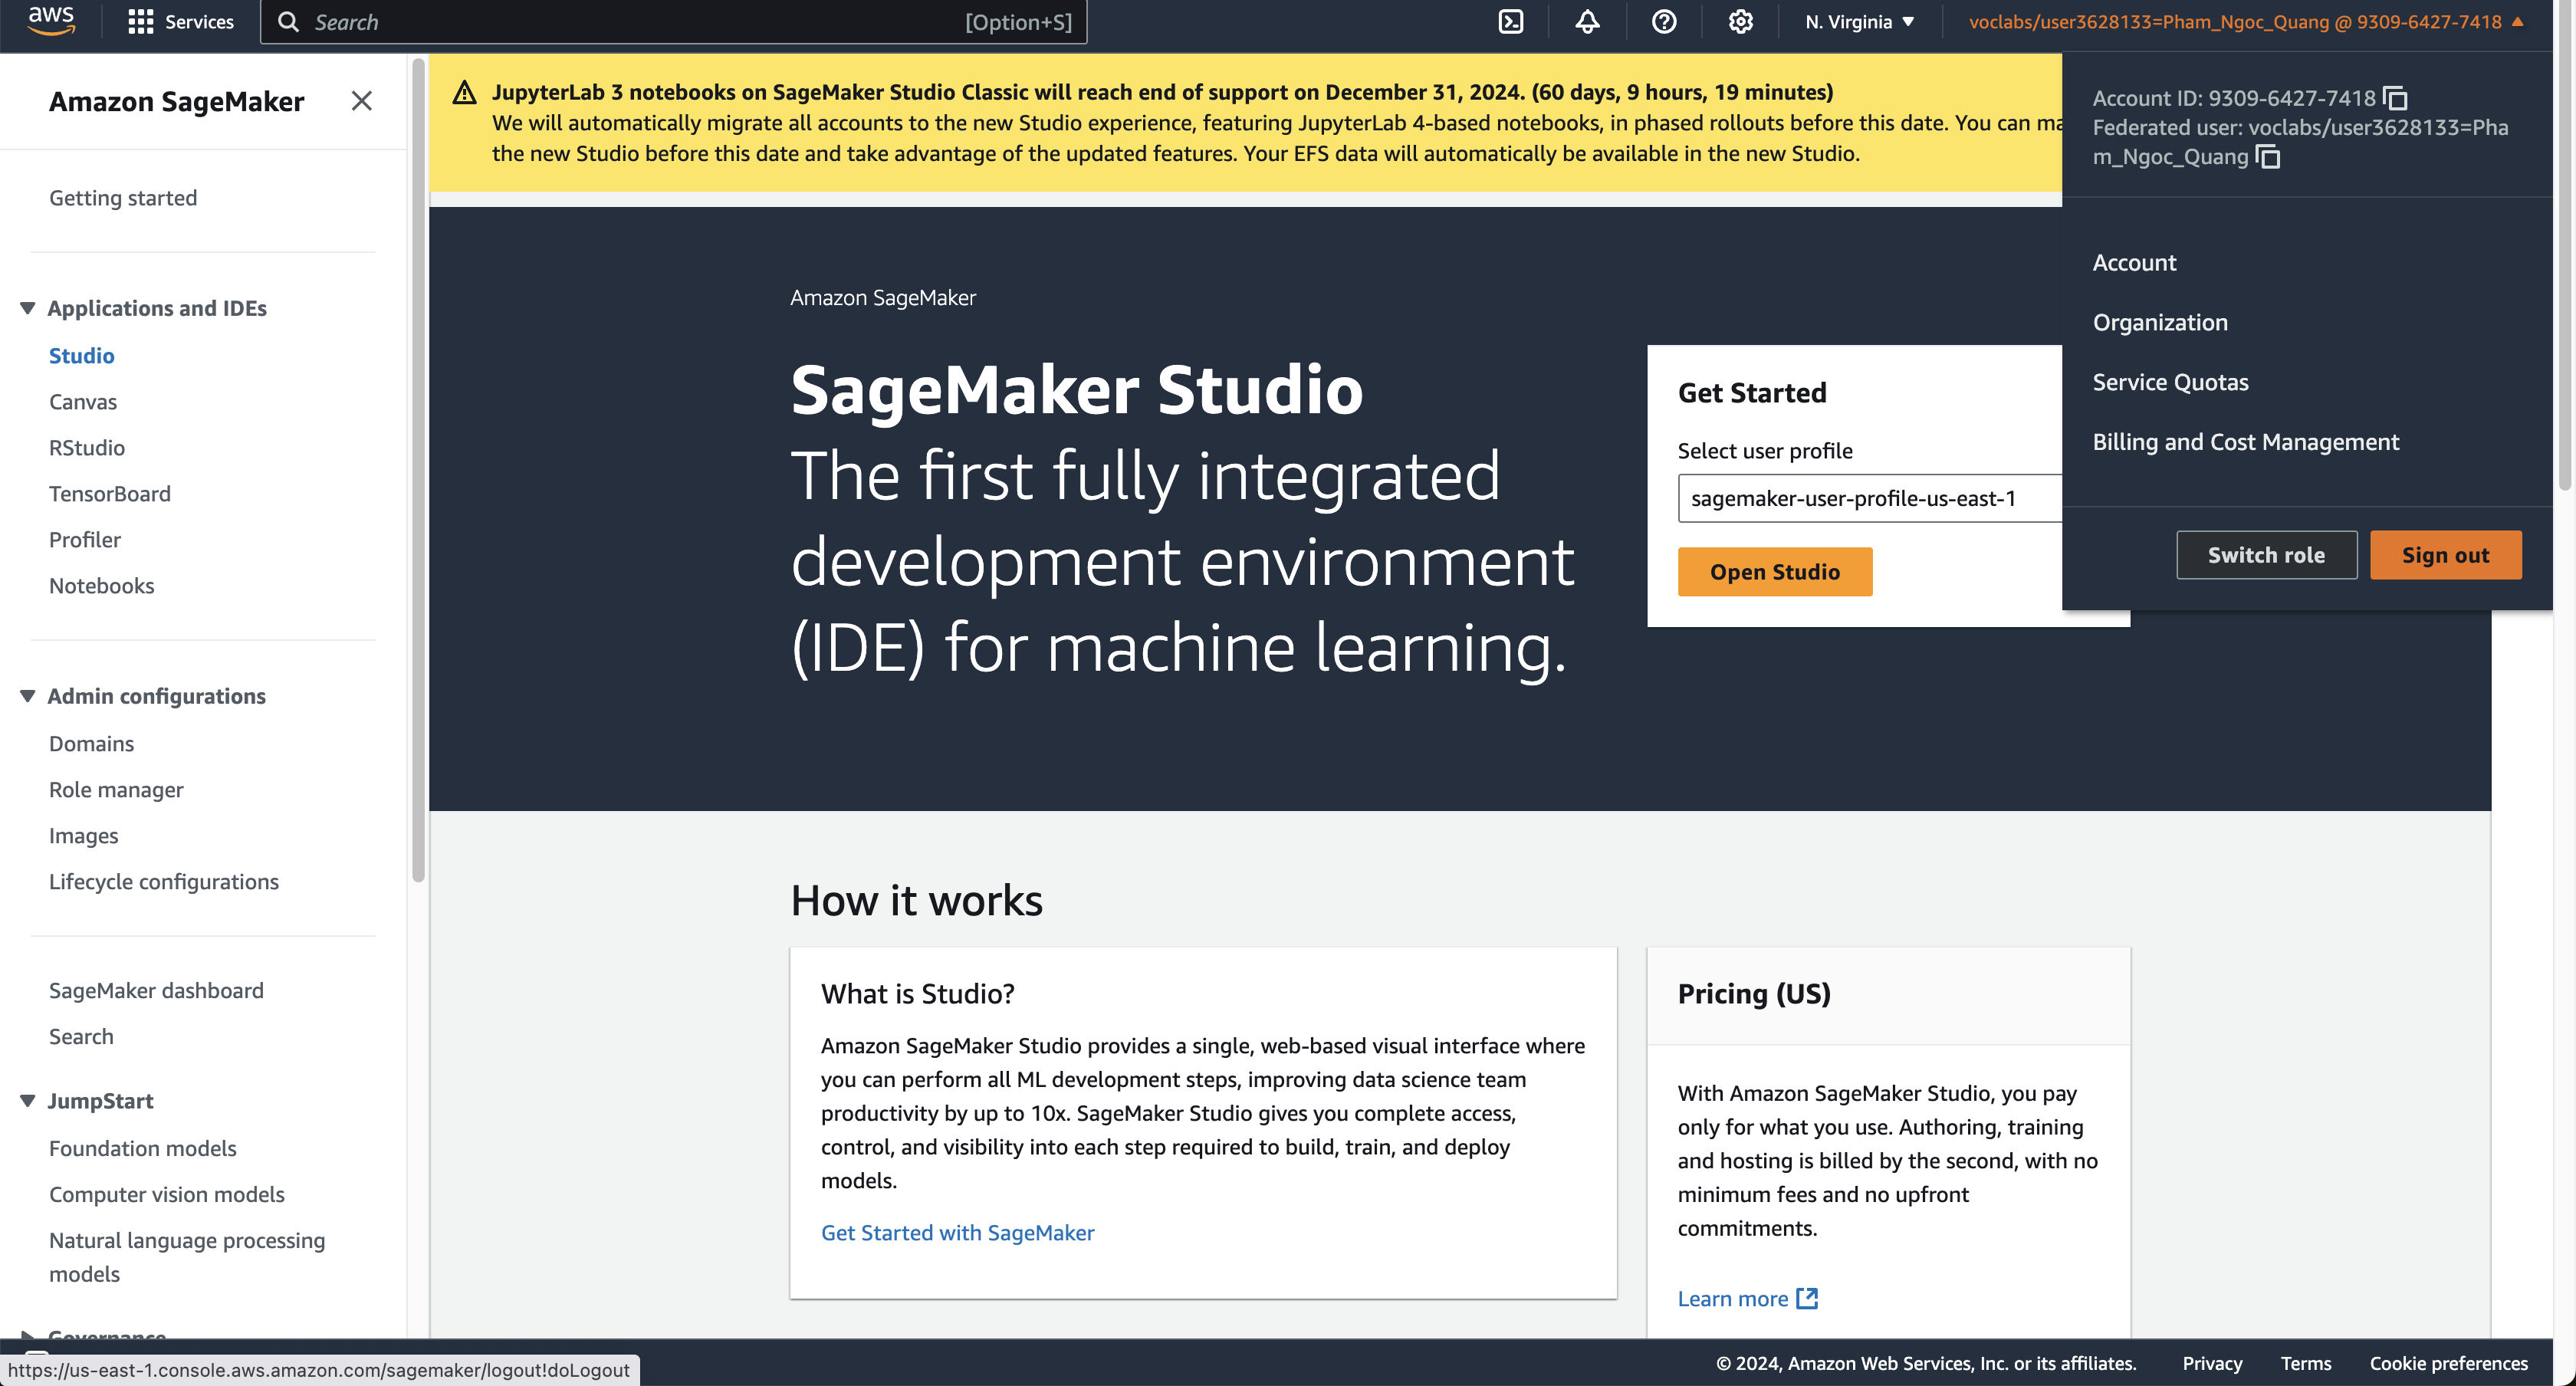 aws
Services
Search
[Option+S]
N. Virginia
voclabs/user3628133=Pham_Ngoc_Quang @ 9309-6427-7418
Amazon SageMaker
Getting started
Applications and IDEs
Studio
Canvas
RStudio
TensorBoard
Profiler
Notebooks
Admin configurations
Domains
Role manager
Images
Lifecycle configurations
SageMaker dashboard
Search
JumpStart
Foundation models
Computer vision models
Natural language processing
models
Governance
JupyterLab 3 notebooks on SageMaker Studio Classic will reach end of support on December 31, 2024. (60 days, 9 hours, 19 minutes)
We will automatically migrate all accounts to the new Studio experience, featuring JupyterLab 4-based notebooks, in phased rollouts before this date. You can ma
the new Studio before this date and take advantage of the updated features. Your EFS data will automatically be available in the new Studio.
Account ID: 9309-6427-7418
Federated user: voclabs/user3628133=Pha
m_Ngoc_Quang
Account
Organization
Service Quotas
Billing and Cost Management
Switch role
Sign out
Amazon SageMaker
SageMaker Studio
The first fully integrated
development environment
(IDE) for machine learning.
Get Started
Select user profile
sagemaker-user-profile-us-east-1
Open Studio
How it works
What is Studio?
Amazon SageMaker Studio provides a single, web-based visual interface where
you can perform all ML development steps, improving data science team
productivity by up to 10x. SageMaker Studio gives you complete access,
control, and visibility into each step required to build, train, and deploy
models.
Get Started with SageMaker
Pricing (US)
With Amazon SageMaker Studio, you pay
only for what you use. Authoring, training
and hosting is billed by the second, with no
minimum fees and no upfront
commitments.
Learn more
https://us-east-1.console.aws.amazon.com/sagemaker/logout!doLogout
© 2024, Amazon Web Services, Inc. or its affiliates.
Privacy
Terms
Cookie preferences